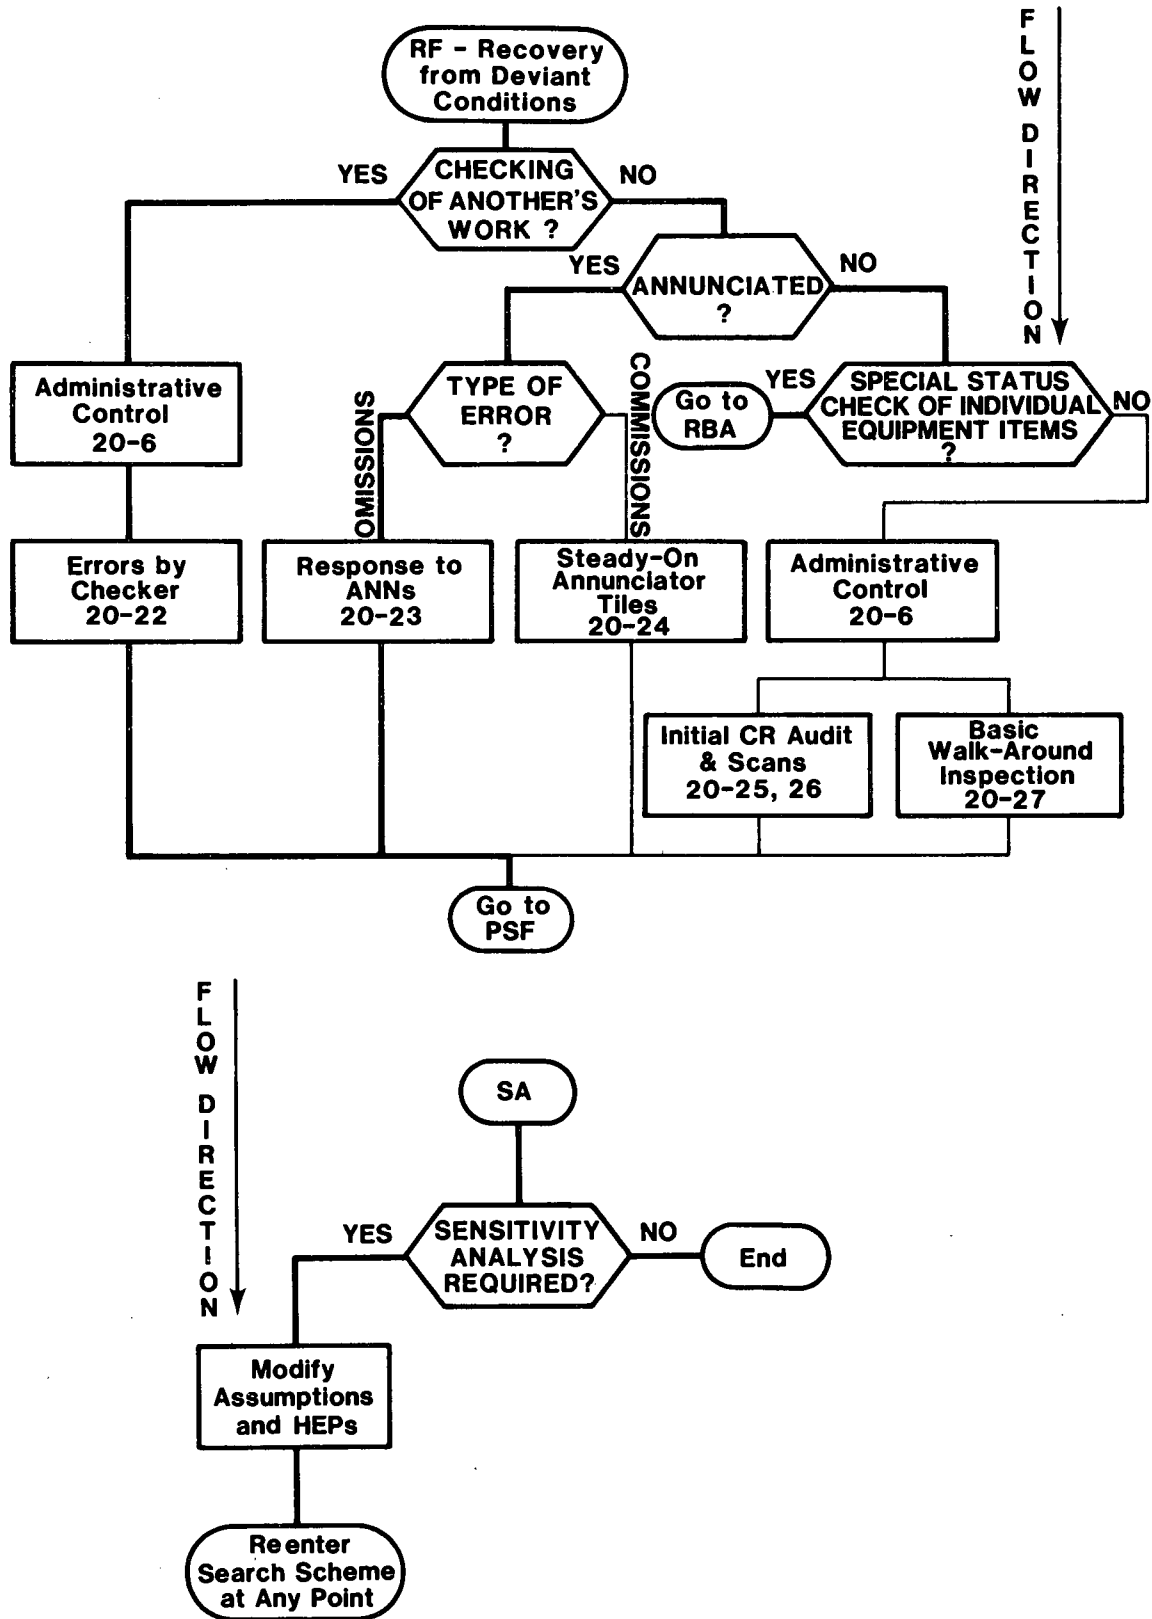 FLOW DIRECTION
RF - Recovery
from Deviant
Conditions
YES
CHECKING
OF ANOTHER'S
WORK ?
NO
YES
ANNUNCIATED
?
NO
Administrative
Control
20-6
OMISSIONS
TYPE OF
ERROR
?
COMMISSIONS
Go to
RBA
YES
SPECIAL STATUS
CHECK OF INDIVIDUAL
EQUIPMENT ITEMS
?
NO
Errors by
Checker
20-22
Response to
ANNs
20-23
Steady-On
Annunciator
Tiles
20-24
Administrative
Control
20-6
Initial CR Audit
& Scans
20-25, 26
Basic
Walk-Around
Inspection
20-27
Go to
PSF
FLOW DIRECTION
SA
YES
SENSITIVITY
ANALYSIS
REQUIRED?
NO
End
Modify
Assumptions
and HEPs
Reenter
Search Scheme
at Any Point